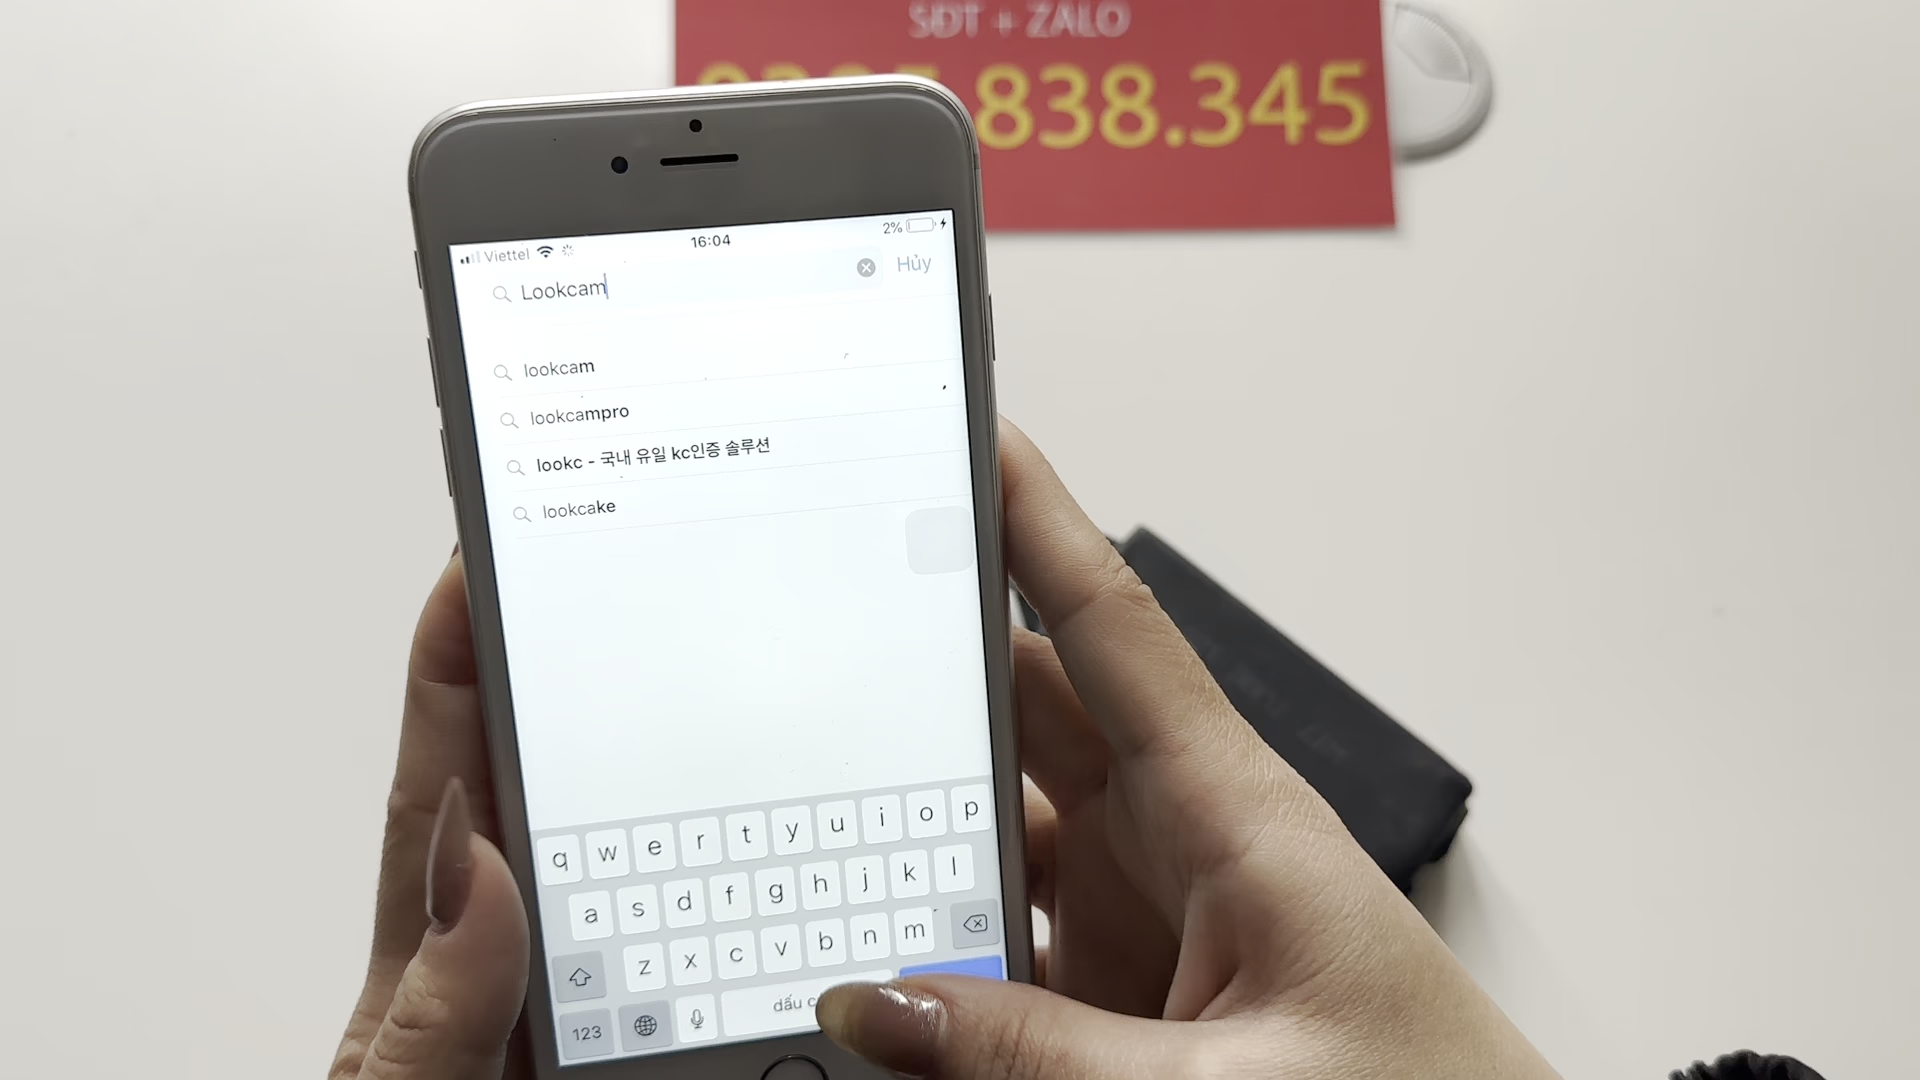 SĐT + ZALO
838.345
Viettel
16:04
2%
Lookcam
Hủy
lookcam
lookcampro
lookc - 국내 유일 kc인증 솔루션
lookcake
q w e r t y u i o p
a s d f g h j k l
z x c v b n m
123
dấu